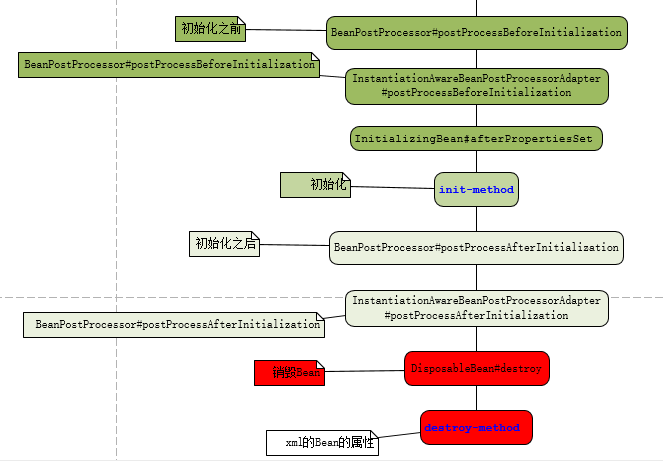 初始化之前
BeanPostProcessor#postProcessBeforeInitialization
BeanPostProcessor#postProcessBeforeInitialization
InstantiationAwareBeanPostProcessorAdapter
#postProcessBeforeInitialization
InitializingBean#afterPropertiesSet
初始化
init-method
初始化之后
BeanPostProcessor#postProcessAfterInitialization
InstantiationAwareBeanPostProcessorAdapter
#postProcessAfterInitialization
BeanPostProcessor#postProcessAfterInitialization
销毁Bean
DisposableBean#destroy
destroy-method
xml的Bean的属性